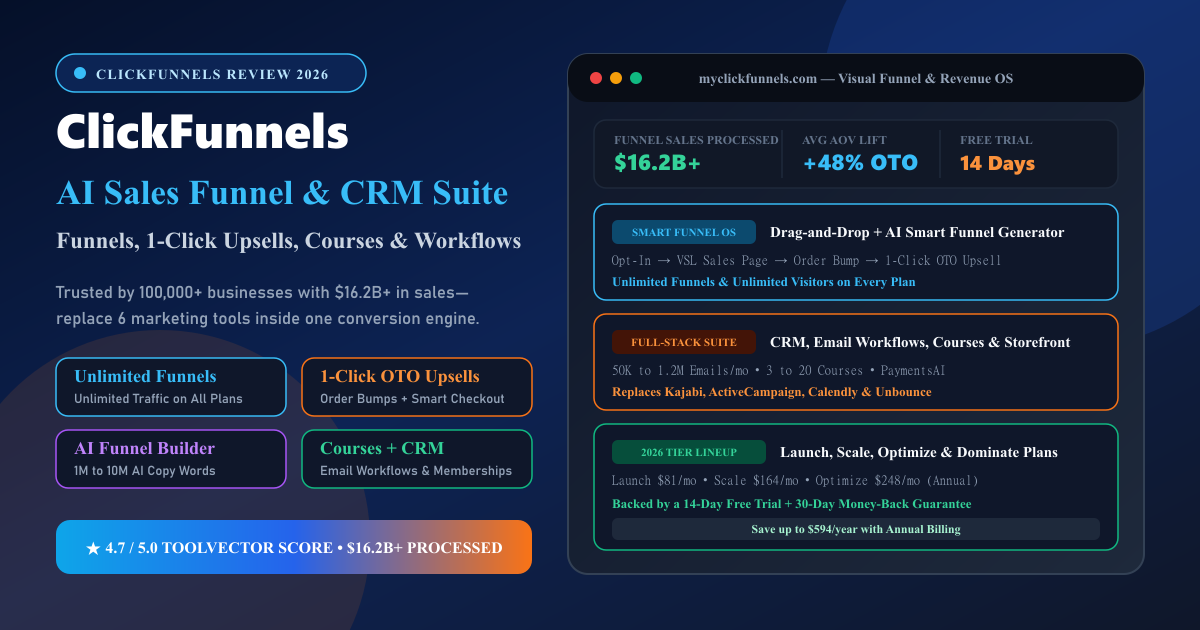 CLICKFUNNELS REVIEW 2026
ClickFunnels
AI Sales Funnel & CRM Suite
Funnels, 1-Click Upsells, Courses & Workflows
Trusted by 100,000+ businesses with $16.2B+ in sales—
replace 6 marketing tools inside one conversion engine.
Unlimited Funnels
Unlimited Traffic on All Plans
1-Click OTO Upsells
Order Bumps + Smart Checkout
AI Funnel Builder
1M to 10M AI Copy Words
Courses + CRM
Email Workflows & Memberships
★ 4.7 / 5.0 TOOLVECTOR SCORE • $16.2B+ PROCESSED
myclickfunnels.com — Visual Funnel & Revenue OS
FUNNEL SALES PROCESSED
$16.2B+
AVG AOV LIFT
+48% OTO
FREE TRIAL
14 Days
SMART FUNNEL OS
Drag-and-Drop + AI Smart Funnel Generator
Opt-In → VSL Sales Page → Order Bump → 1-Click OTO Upsell
Unlimited Funnels & Unlimited Visitors on Every Plan
FULL-STACK SUITE
CRM, Email Workflows, Courses & Storefront
50K to 1.2M Emails/mo • 3 to 20 Courses • PaymentsAI
Replaces Kajabi, ActiveCampaign, Calendly & Unbounce
2026 TIER LINEUP
Launch, Scale, Optimize & Dominate Plans
Launch $81/mo • Scale $164/mo • Optimize $248/mo (Annual)
Backed by a 14-Day Free Trial + 30-Day Money-Back Guarantee
Save up to $594/year with Annual Billing